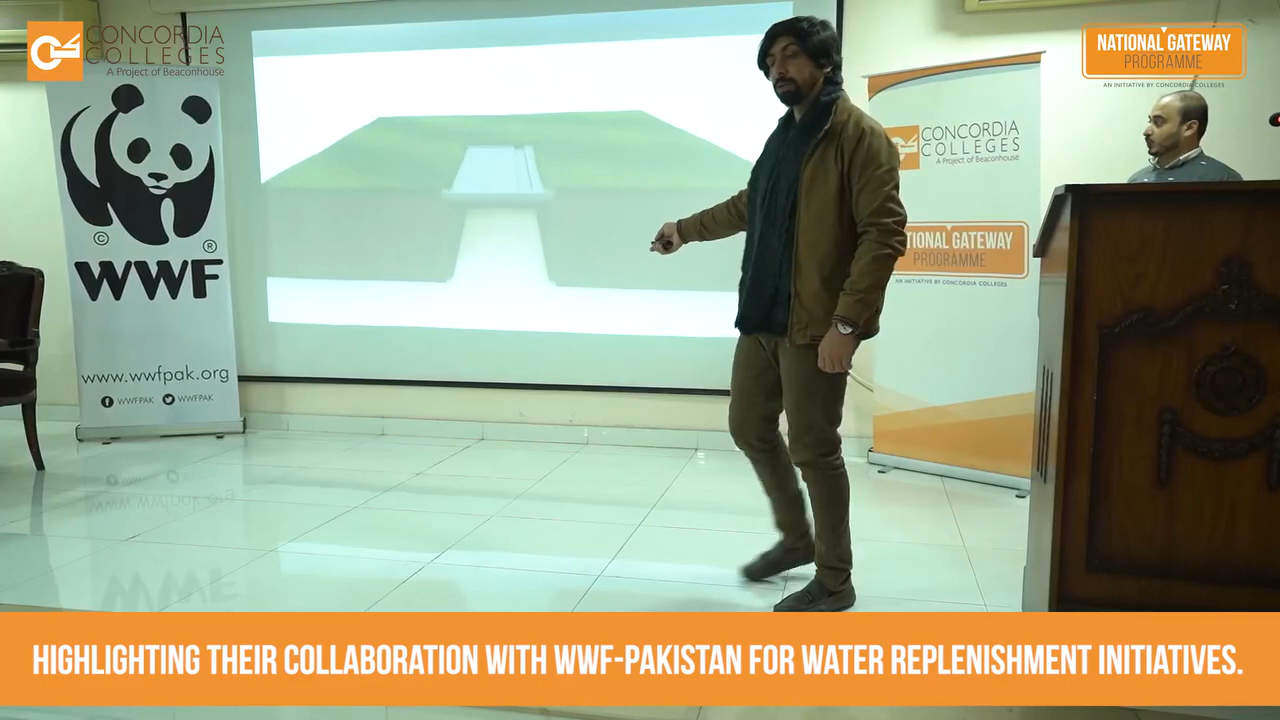 CONCORDIA
COLLEGES
A Project of Beaconhouse
NATIONAL GATEWAY
PROGRAMME
AN INITIATIVE BY CONCORDIA COLLEGES
©
®
WWF
www.wwfpak.org
WWFPAK
WWFPAK
CONCORDIA
COLLEGES
A Project of Beaconhouse
TIONAL GATEWAY
PROGRAMME
AN INITIATIVE BY CONCORDIA COLLEGES
HIGHLIGHTING THEIR COLLABORATION WITH WWF-PAKISTAN FOR WATER REPLENISHMENT INITIATIVES.